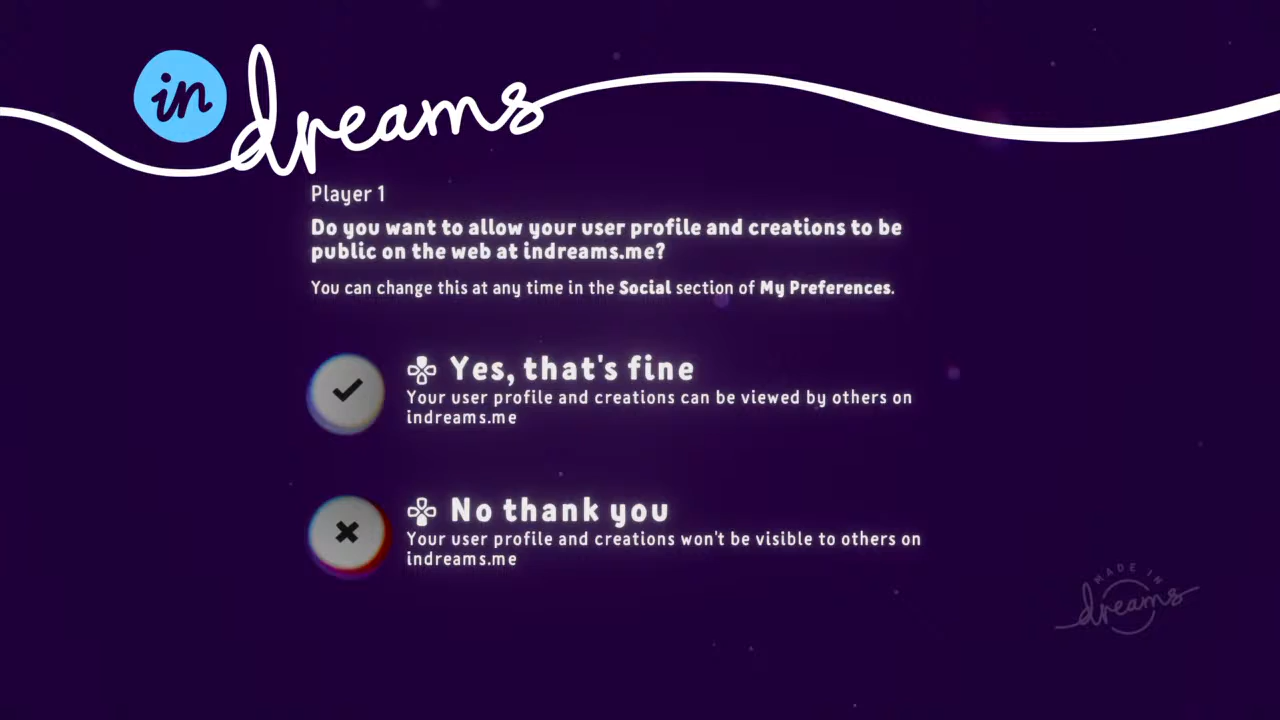 in dreams
Player 1
Do you want to allow your user profile and creations to be
public on the web at indreams.me?
You can change this at any time in the Social section of My Preferences.
Yes, that's fine
Your user profile and creations can be viewed by others on
indreams.me
No thank you
Your user profile and creations won't be visible to others on
indreams.me
MADE IN
dreams